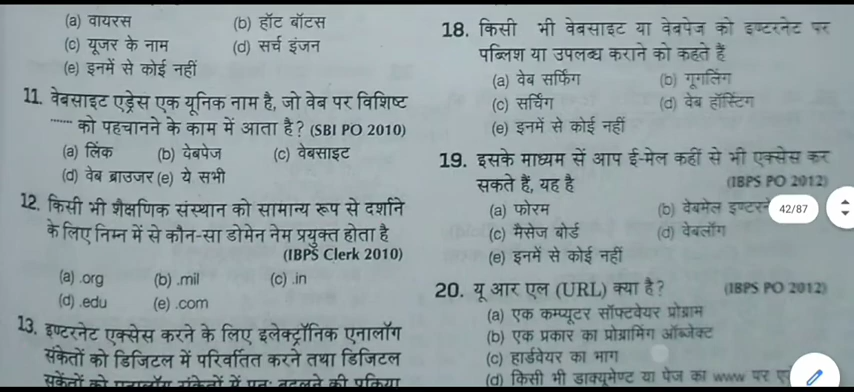 (a) वायरस (b) हॉट बॉटस
(c) यूजर के नाम (d) सर्च इंजन
(e) इनमें से कोई नहीं
11. वेबसाइट एड्रेस एक यूनिक नाम है, जो वेब पर विशिष्ट
...... को पहचानने के काम में आता है? (SBI PO 2010)
(a) लिंक (b) वेबपेज (c) वेबसाइट
(d) वेब ब्राउजर (e) ये सभी
12. किसी भी शैक्षणिक संस्थान को सामान्य रूप से दर्शाने
के लिए निम्न में से कौन-सा डोमेन नेम प्रयुक्त होता है
(IBPS Clerk 2010)
(a) .org (b) .mil (c) .in
(d) .edu (e) .com
13. इण्टरनेट एक्सेस करने के लिए इलेक्ट्रॉनिक एनालॉग
संकेतों को डिजिटल में परिवर्तित करने तथा डिजिटल
संकेतों को एनालॉग संकेतों में पुनः बदलने की प्रक्रिया
18. किसी भी वेबसाइट या वेबपेज को इण्टरनेट पर
पब्लिश या उपलब्ध कराने को कहते हैं
(a) वेब सर्फिंग (b) गूगलिंग
(c) सर्चिंग (d) वेब हॉस्टिंग
(e) इनमें से कोई नहीं
19. इसके माध्यम सें आप ई-मेल कहीं से भी एक्सेस कर
सकते हैं, यह है (IBPS PO 2012)
(a) फोरम (b) वेबमेल 42/87
(c) मैसेज बोर्ड (d) वेबलॉग
(e) इनमें से कोई नहीं
20. यू आर एल (URL) क्या है? (IBPS PO 2012)
(a) एक कम्प्यूटर सॉफ्टवेयर प्रोग्राम
(b) एक प्रकार का प्रोग्रामिंग ऑब्जेक्ट
(c) हार्डवेयर का भाग
(d) किसी भी डाक्यूमेण्ट या पेज का www पर